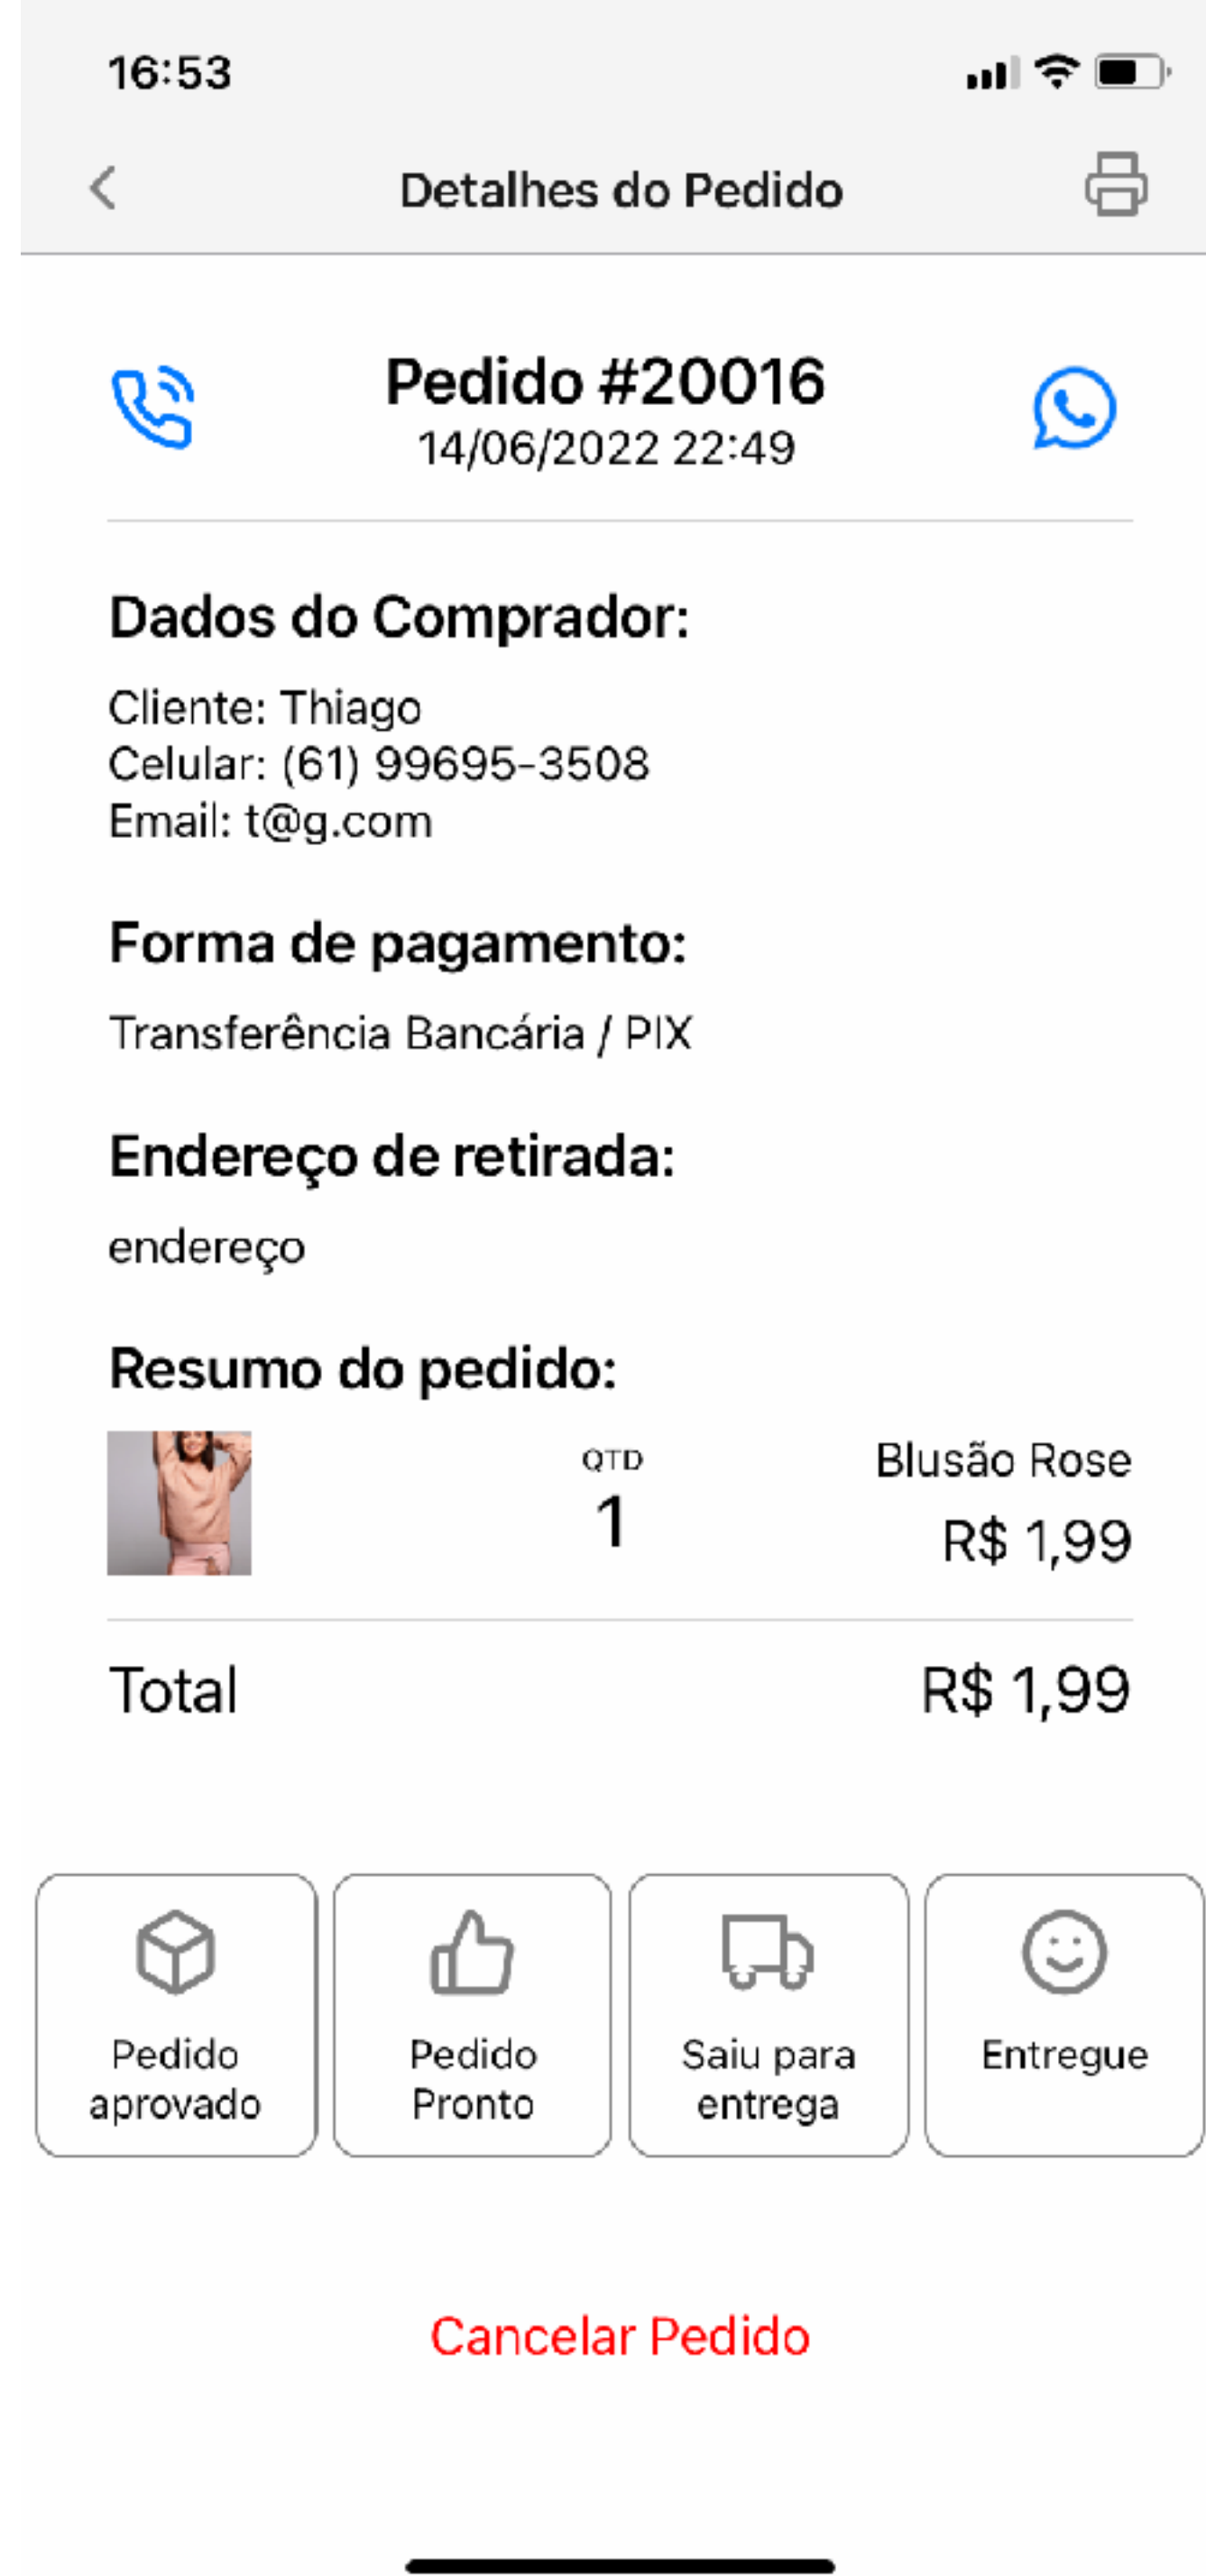 16:53
Detalhes do Pedido
Pedido #20016
14/06/2022 22:49
Dados do Comprador:
Cliente: Thiago
Celular: (61) 99695-3508
Email: t@g.com
Forma de pagamento:
Transferência Bancária / PIX
Endereço de retirada:
endereço
Resumo do pedido:
QTD
1
Blusão Rose
R$ 1,99
Total
R$ 1,99
Pedido
aprovado
Pedido
Pronto
Saiu para
entrega
Entregue
Cancelar Pedido